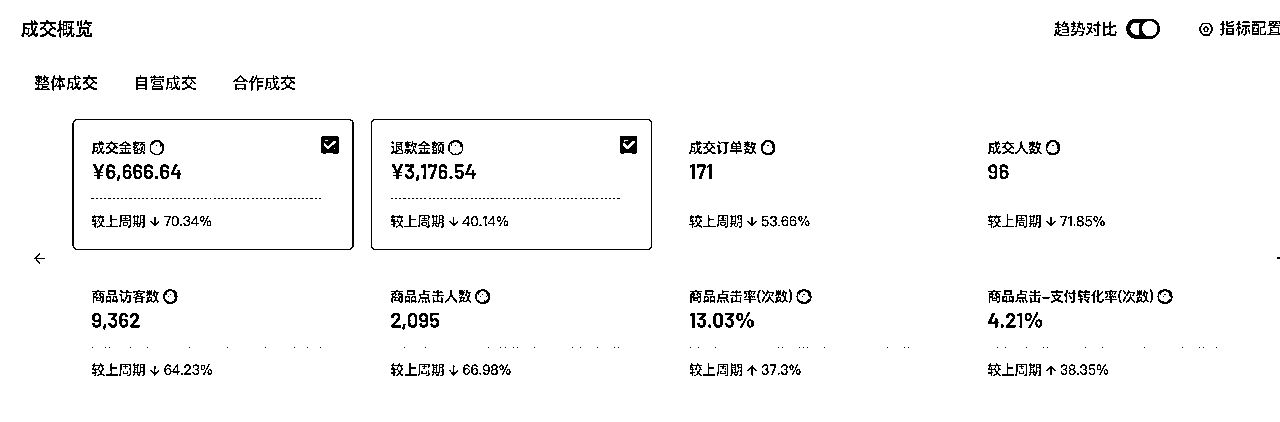 成交概览
趋势对比 指标配置
整体成交 自营成交 合作成交
成交金额 退款金额 成交订单数 成交人数
¥6,666.64 ¥3,176.54 171 96
较上周期 ↓ 70.34% 较上周期 ↓ 40.14% 较上周期 ↓ 53.66% 较上周期 ↓ 71.85%
商品访客数 商品点击人数 商品点击率(次数) 商品点击-支付转化率(次数)
9,362 2,095 13.03% 4.21%
较上周期 ↓ 64.23% 较上周期 ↓ 66.98% 较上周期 ↑ 37.3% 较上周期 ↑ 38.35%